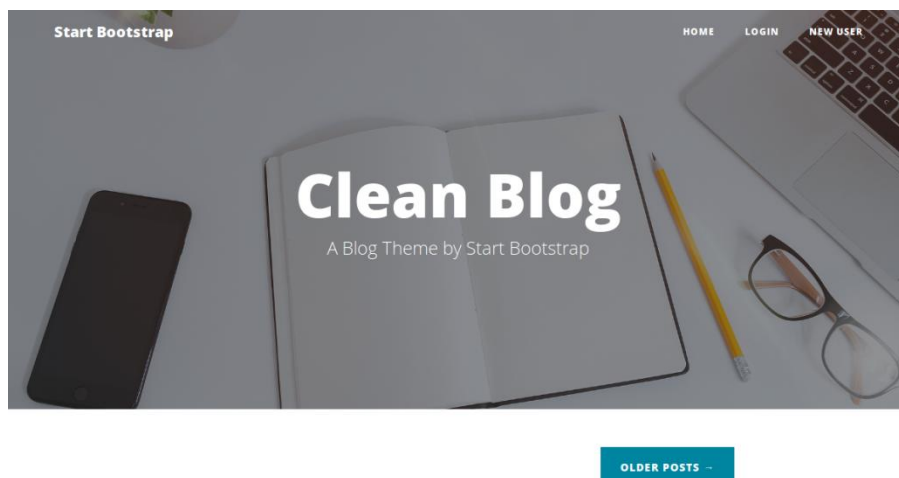 Start Bootstrap
HOME LOGIN NEW USER
Clean Blog
A Blog Theme by Start Bootstrap
OLDER POSTS →